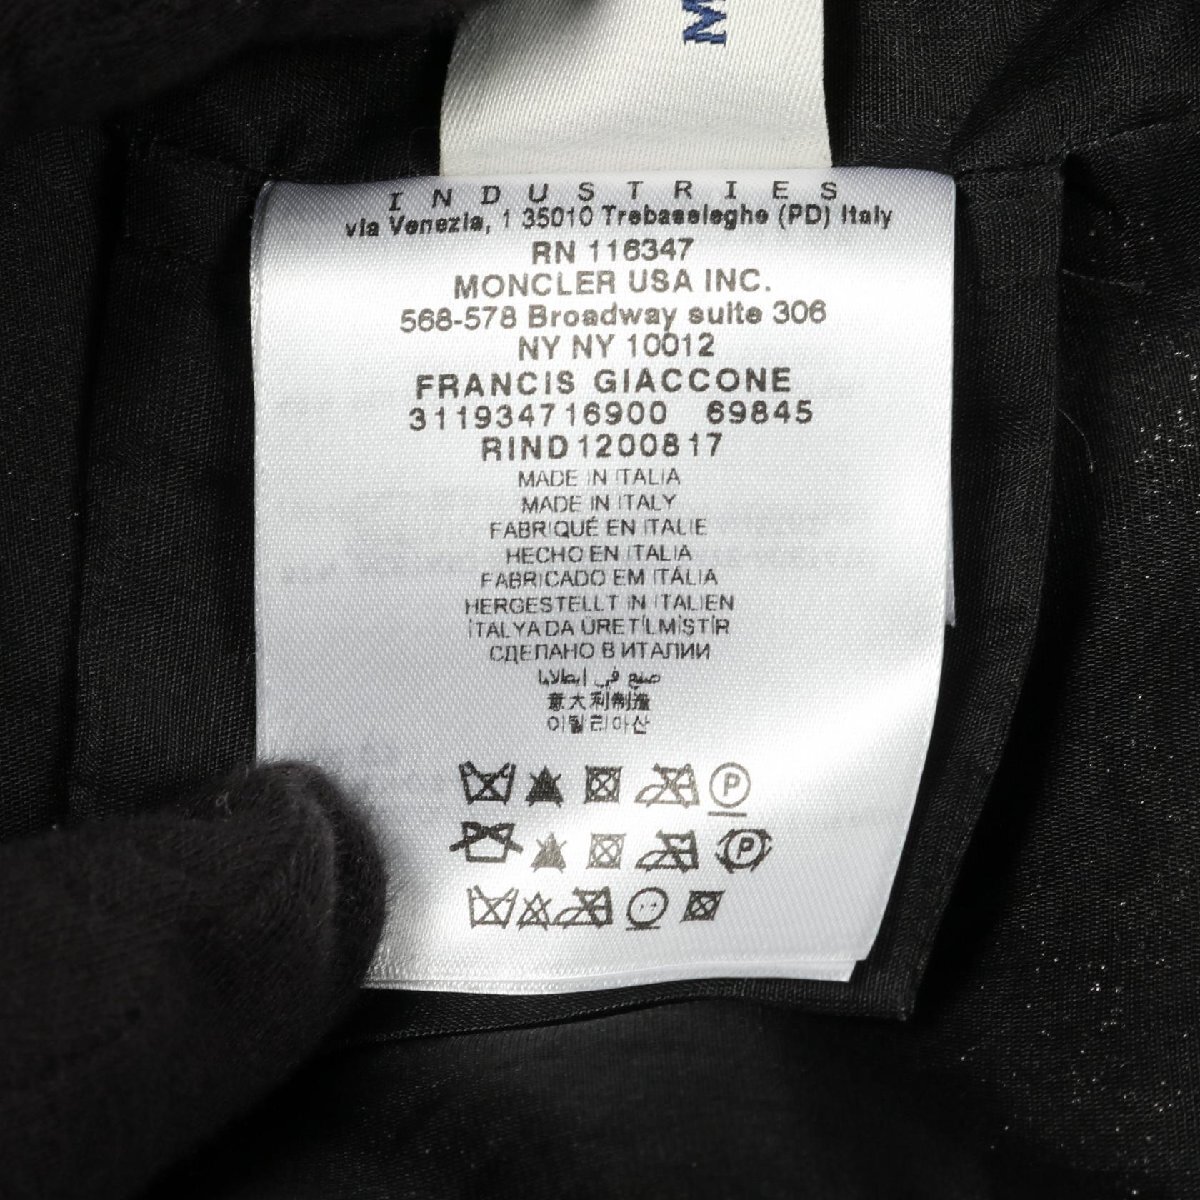 M
I N D U S T R I E S
via Venezia, 1 35010 Trebaseleghe (PD) Italy
RN 116347
MONCLER USA INC.
568-578 Broadway suite 306
NY NY 10012
FRANCIS GIACCONE
311934716900 69845
RIND1200817
MADE IN ITALIA
MADE IN ITALY
FABRIQUÉ EN ITALIE
HECHO EN ITALIA
FABRICADO EM ITÁLIA
HERGESTELLT IN ITALIEN
İTALYA DA ÜRETİLMİŞTİR
СДЕЛАНО В ИТАЛИИ
صنع في إيطاليا
意大利制造
이탈리아산
P
P